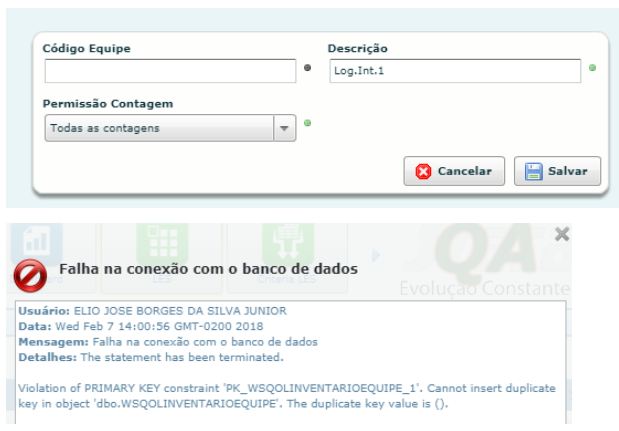 Código Equipe
Descrição
Log.Int.1
Permissão Contagem
Todas as contagens
Cancelar
Salvar
QA
Evolução Constante
Falha na conexão com o banco de dados
Usuário: ELIO JOSE BORGES DA SILVA JUNIOR
Data: Wed Feb 7 14:00:56 GMT-0200 2018
Mensagem: Falha na conexão com o banco de dados
Detalhes: The statement has been terminated.
Violation of PRIMARY KEY constraint 'PK_WSQOLINVENTARIOEQUIPE_1'. Cannot insert duplicate
key in object 'dbo.WSQOLINVENTARIOEQUIPE'. The duplicate key value is ().